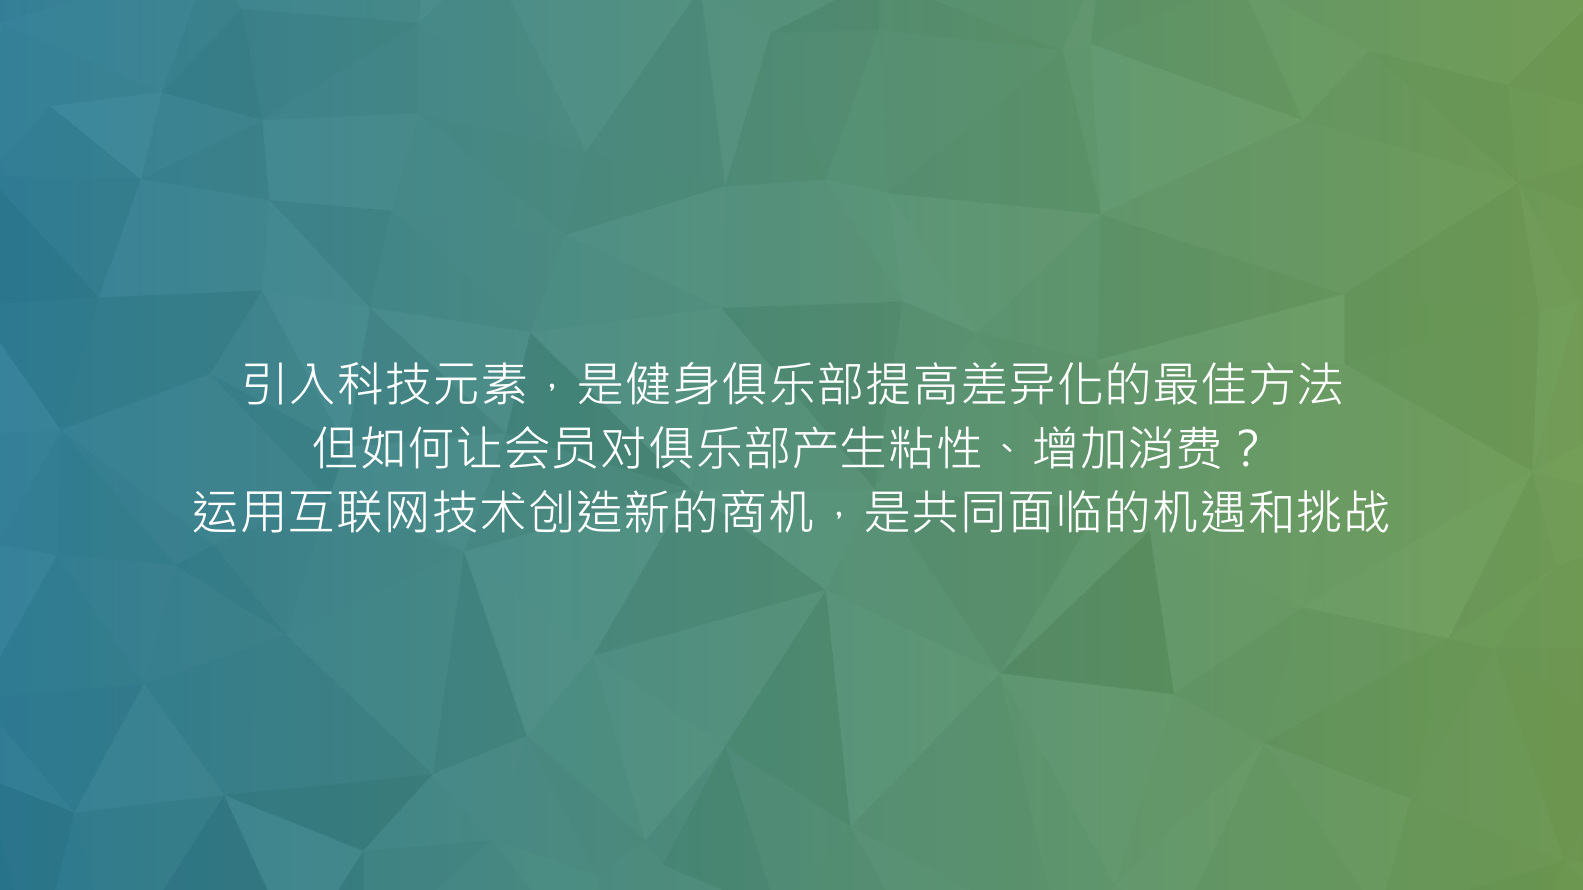 引入科技元素，是健身俱乐部提高差异化的最佳方法
但如何让会员对俱乐部产生粘性、增加消费？
运用互联网技术创造新的商机，是共同面临的机遇和挑战